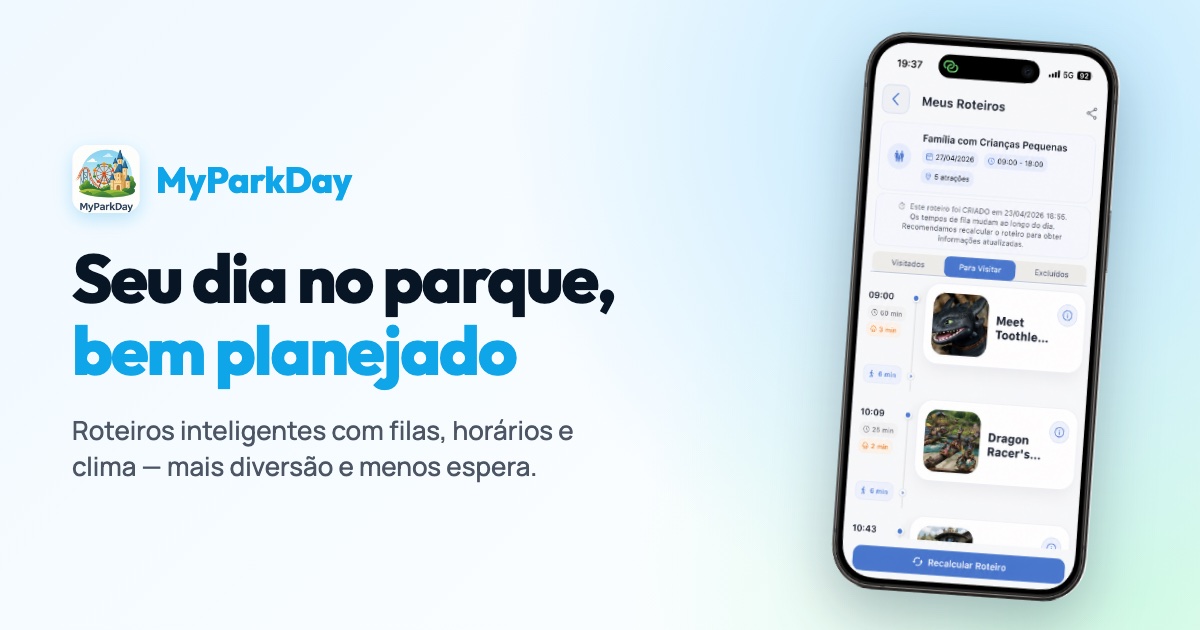 MyParkDay
MyParkDay
Seu dia no parque,
bem planejado
Roteiros inteligentes com filas, horários e
clima — mais diversão e menos espera.
19:37
5G 92
Meus Roteiros
Família com Crianças Pequenas
27/04/2026 09:00 - 18:00
5 atrações
Este roteiro foi CRIADO em 23/04/2026 18:55.
Os tempos de fila mudam ao longo do dia.
Recomendamos recalcular o roteiro para obter
informações atualizadas.
Visitados Para Visitar Excluídos
09:00
60 min
3 min
Meet
Toothle...
6 min
10:09
25 min
2 min
Dragon
Racer's...
6 min
10:43
Recalcular Roteiro